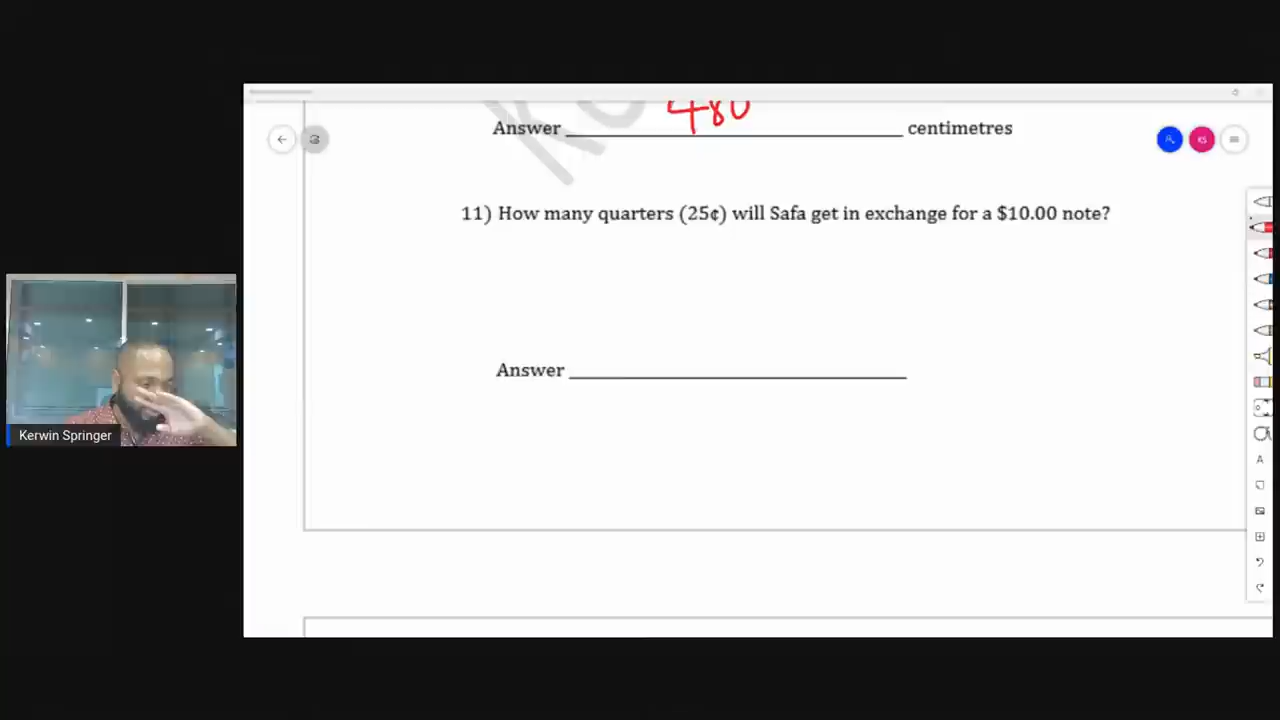 480
Answer centimetres
11) How many quarters (25¢) will Safa get in exchange for a $10.00 note?
Answer
Kerwin Springer
KS
A